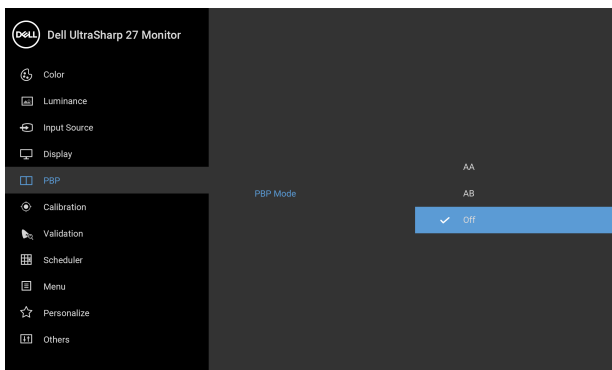 DELL Dell UltraSharp 27 Monitor
Color
Luminance
Input Source
Display
AA
PBP
PBP Mode
AB
Calibration
Off
Validation
Scheduler
Menu
Personalize
Others